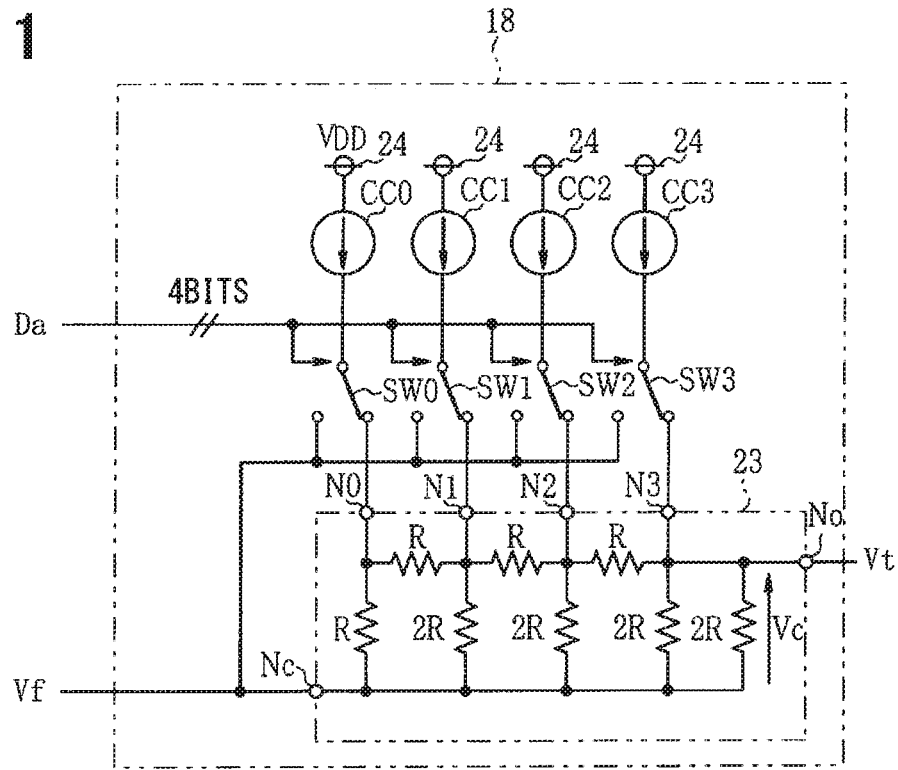 1
18
VDD 24 24 24 24
CC0 CC1 CC2 CC3
4BITS
Da
SW0 SW1 SW2 SW3
23
N0 N1 N2 N3 No
R R R
Vt
R 2R 2R 2R 2R Vc
Nc
Vf